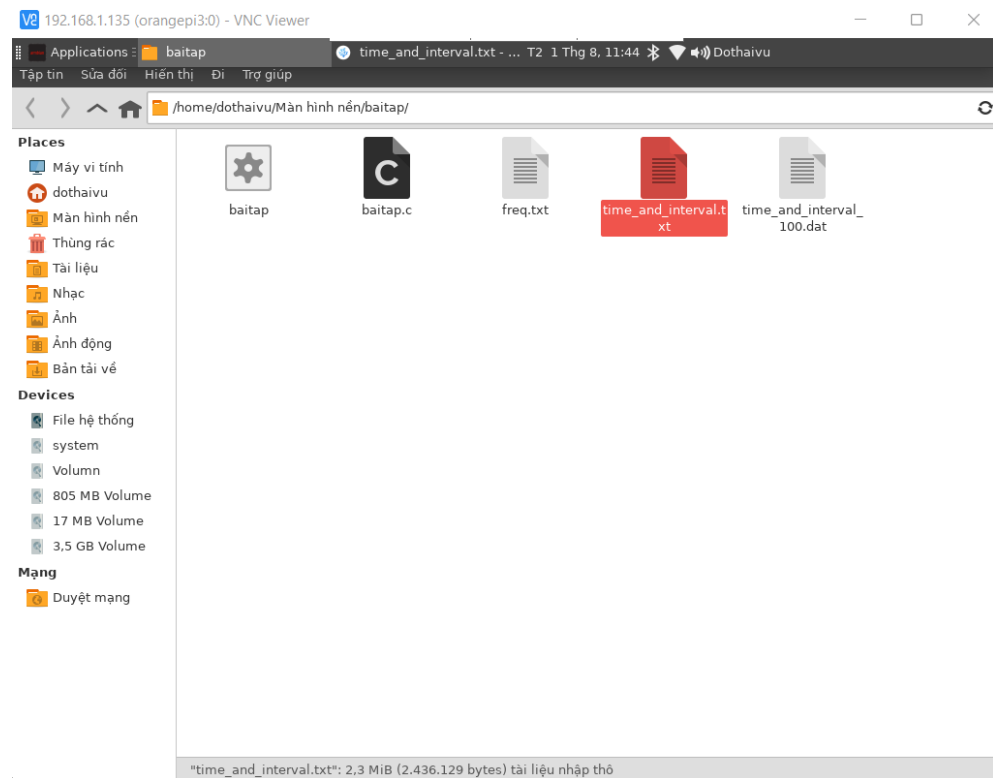 192.168.1.135 (orangepi3:0) - VNC Viewer
Applications
baitap
time_and_interval.txt - ...
T2 1 Thg 8, 11:44
Dothaivu
Tập tin Sửa đổi Hiển thị Đi Trợ giúp
/home/dothaivu/Màn hình nền/baitap/
Places
Máy vi tính
dothaivu
Màn hình nền
Thùng rác
Tài liệu
Nhạc
Ảnh
Ảnh động
Bản tải về
Devices
File hệ thống
system
Volumn
805 MB Volume
17 MB Volume
3,5 GB Volume
Mạng
Duyệt mạng
baitap
C
baitap.c
freq.txt
time_and_interval.t
xt
time_and_interval_
100.dat
"time_and_interval.txt": 2,3 MiB (2.436.129 bytes) tài liệu nhập thô